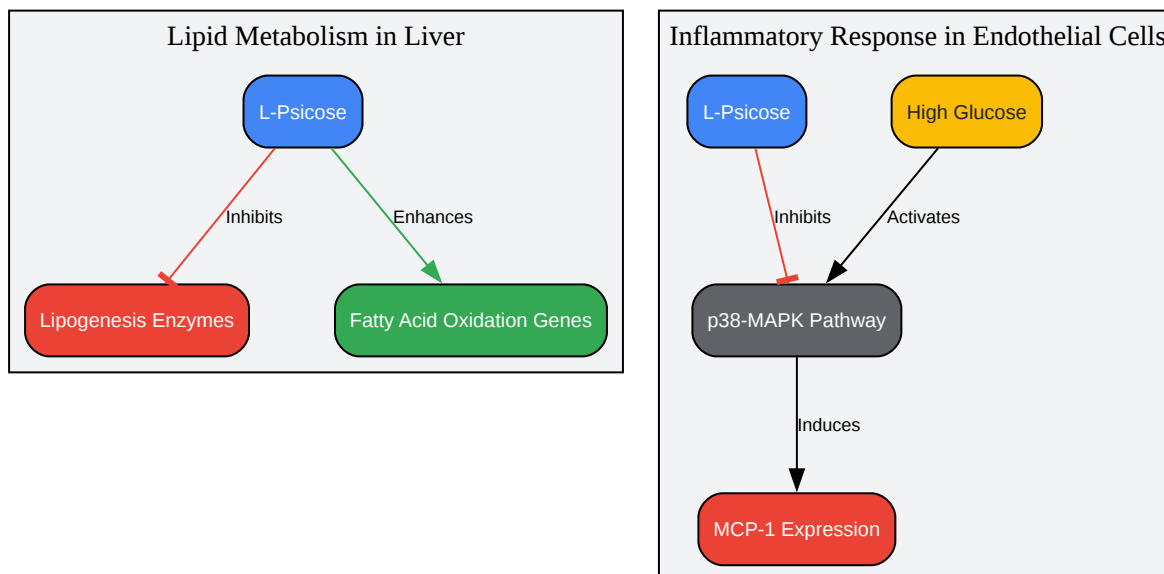 Lipid Metabolism in Liver
L-Psicose
Inhibits
Enhances
Lipogenesis Enzymes
Fatty Acid Oxidation Genes
Inflammatory Response in Endothelial Cells
L-Psicose
High Glucose
Inhibits
Activates
p38-MAPK Pathway
Induces
MCP-1 Expression